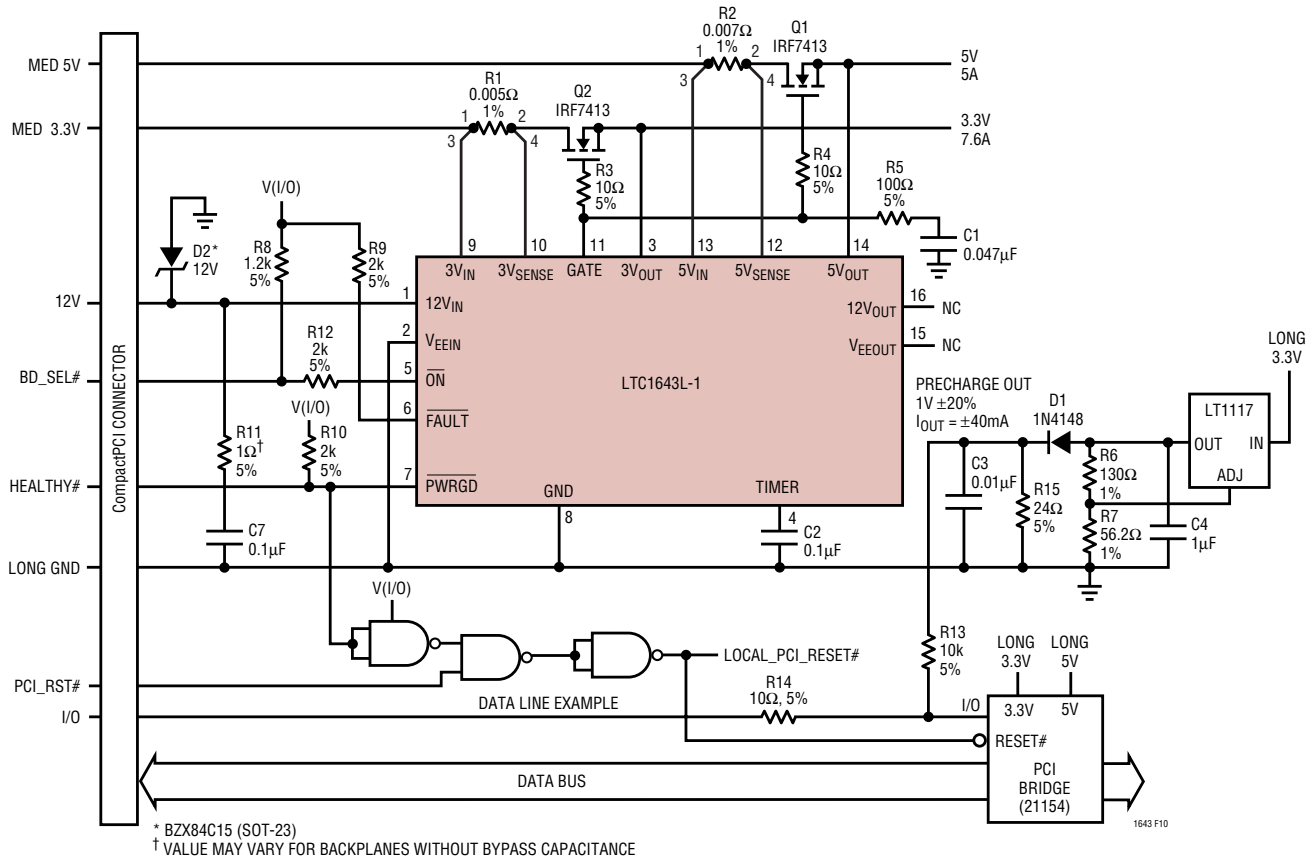 R2
0.007Ω
1%
Q1
IRF7413
1
2
3
4
MED 5V
5V
5A
R1
0.005Ω
1%
Q2
IRF7413
1
2
3
4
MED 3.3V
3.3V
7.6A
R3
10Ω
5%
R4
10Ω
5%
R5
100Ω
5%
C1
0.047µF
V(I/O)
D2*
12V
R8
1.2k
5%
R9
2k
5%
9
10
11
3
13
12
14
3VIN
3VSENSE
GATE
3VOUT
5VIN
5VSENSE
5VOUT
12V
1
12VIN
12VOUT
16
NC
2
VEEIN
VEEOUT
15
NC
R12
2k
5%
BD_SEL#
5
ON
LTC1643L-1
V(I/O)
6
FAULT
R11
1Ω†
5%
R10
2k
5%
HEALTHY#
7
PWRGD
GND
TIMER
8
4
C7
0.1µF
C2
0.1µF
LONG GND
CompactPCI CONNECTOR
PRECHARGE OUT
1V ±20%
IOUT = ±40mA
D1
1N4148
LONG
3.3V
LT1117
OUT
IN
ADJ
C3
0.01µF
R15
24Ω
5%
R6
130Ω
1%
R7
56.2Ω
1%
C4
1µF
V(I/O)
LOCAL_PCI_RESET#
R13
10k
5%
LONG
3.3V
LONG
5V
PCI_RST#
DATA LINE EXAMPLE
R14
10Ω, 5%
I/O
I/O
3.3V
5V
RESET#
PCI
BRIDGE
(21154)
DATA BUS
1643 F10
* BZX84C15 (SOT-23)
† VALUE MAY VARY FOR BACKPLANES WITHOUT BYPASS CAPACITANCE